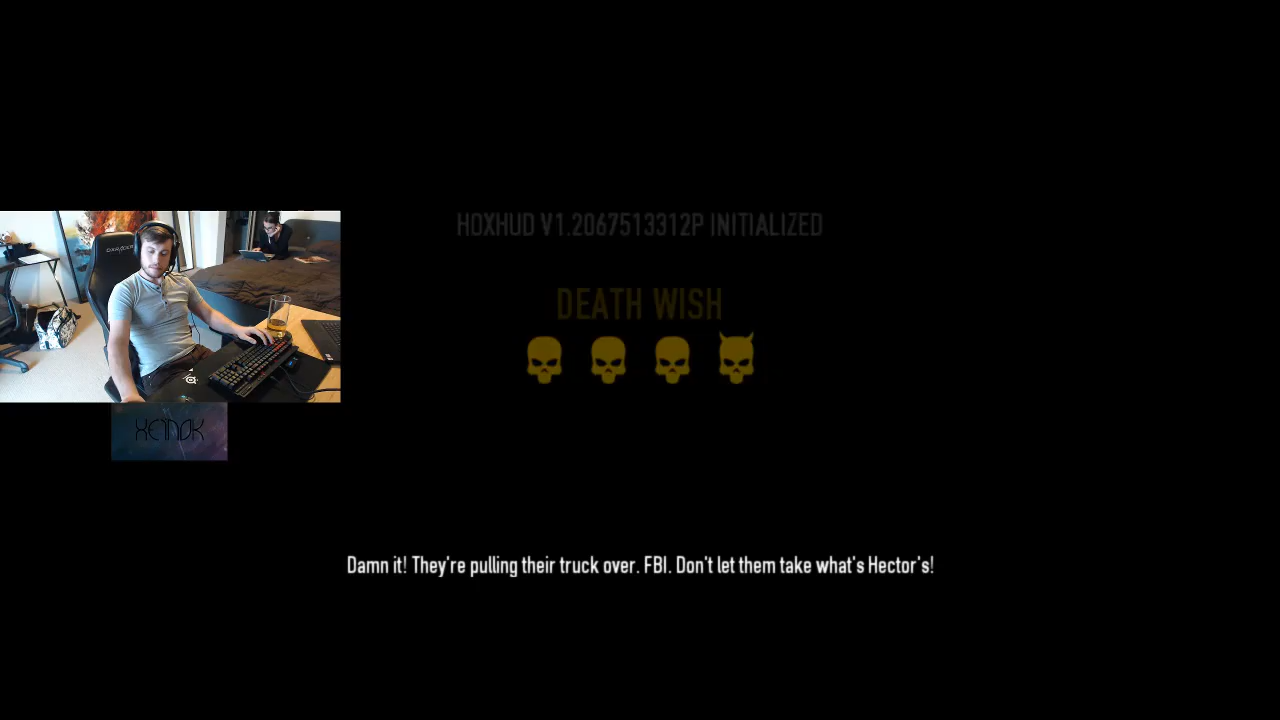 HOXHUD V1.2067513312P INITIALIZED
DEATH WISH
XEINOK
Damn it! They're pulling their truck over. FBI. Don't let them take what's Hector's!